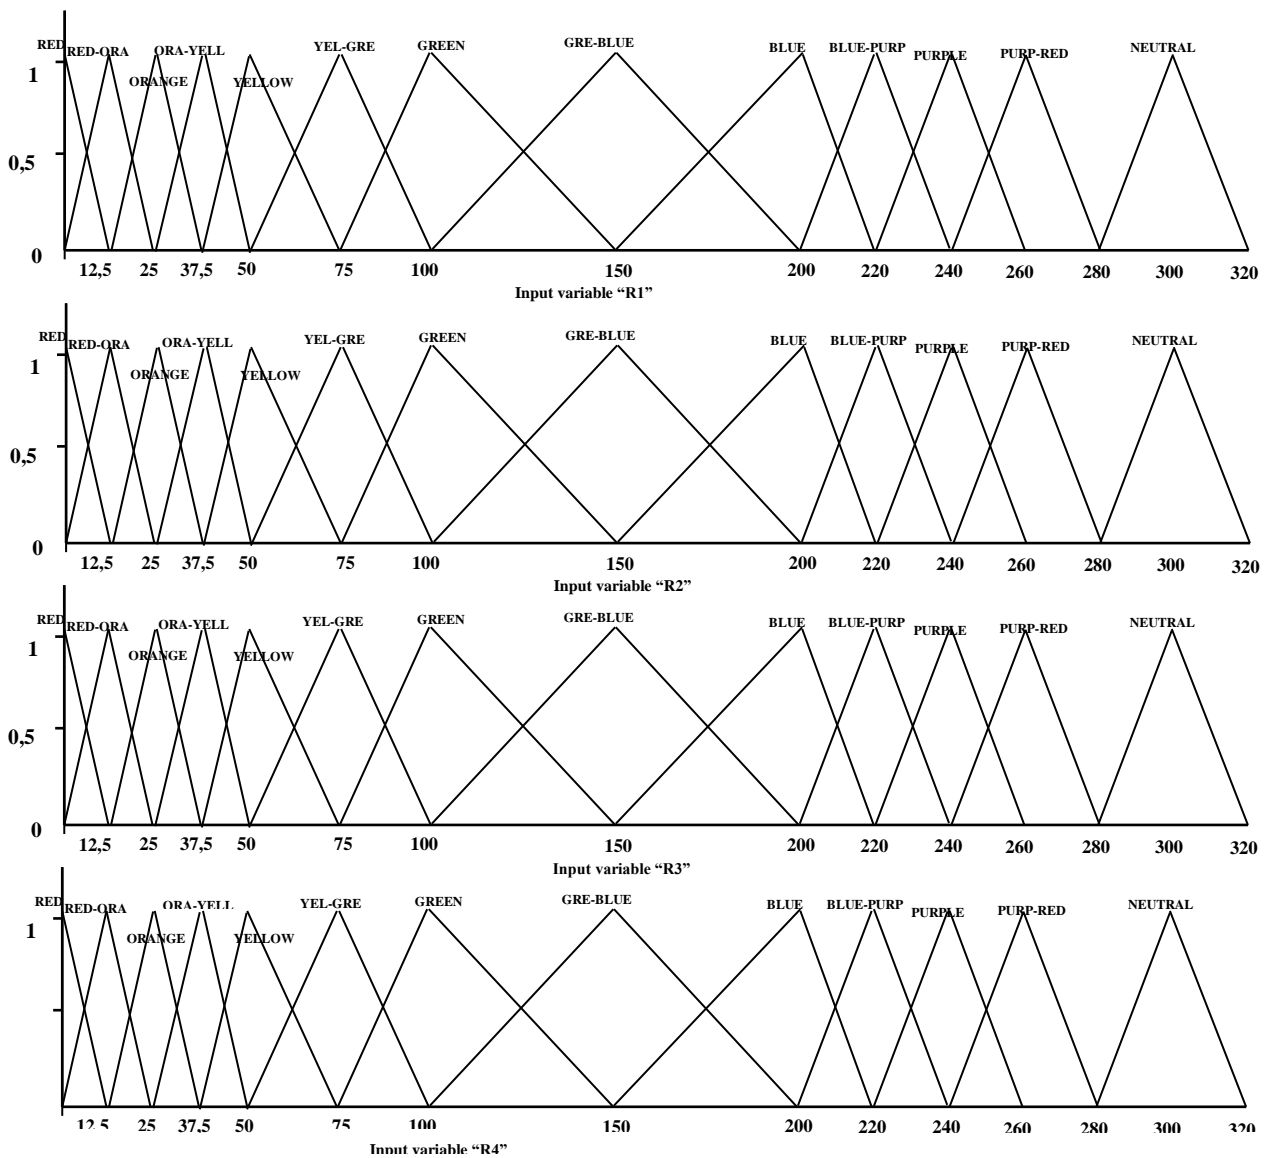 RED RED-ORA ORA-YELL YEL-GRE GREEN GRE-BLUE BLUE BLUE-PURP PURPLE PURP-RED NEUTRAL
1 ORANGE YELLOW
0,5
0
12,5 25 37,5 50 75 100 150 200 220 240 260 280 300 320
Input variable “R1”
RED RED-ORA ORA-YELL YEL-GRE GREEN GRE-BLUE BLUE BLUE-PURP PURPLE PURP-RED NEUTRAL
1 ORANGE YELLOW
0,5
0
12,5 25 37,5 50 75 100 150 200 220 240 260 280 300 320
Input variable “R2”
RED RED-ORA ORA-YELL YEL-GRE GREEN GRE-BLUE BLUE BLUE-PURP PURPLE PURP-RED NEUTRAL
1 ORANGE YELLOW
0,5
0
12,5 25 37,5 50 75 100 150 200 220 240 260 280 300 320
Input variable “R3”
RED RED-ORA ORA-YELL YEL-GRE GREEN GRE-BLUE BLUE BLUE-PURP PURPLE PURP-RED NEUTRAL
1 ORANGE YELLOW
12,5 25 37,5 50 75 100 150 200 220 240 260 280 300 320
Input variable “R4”